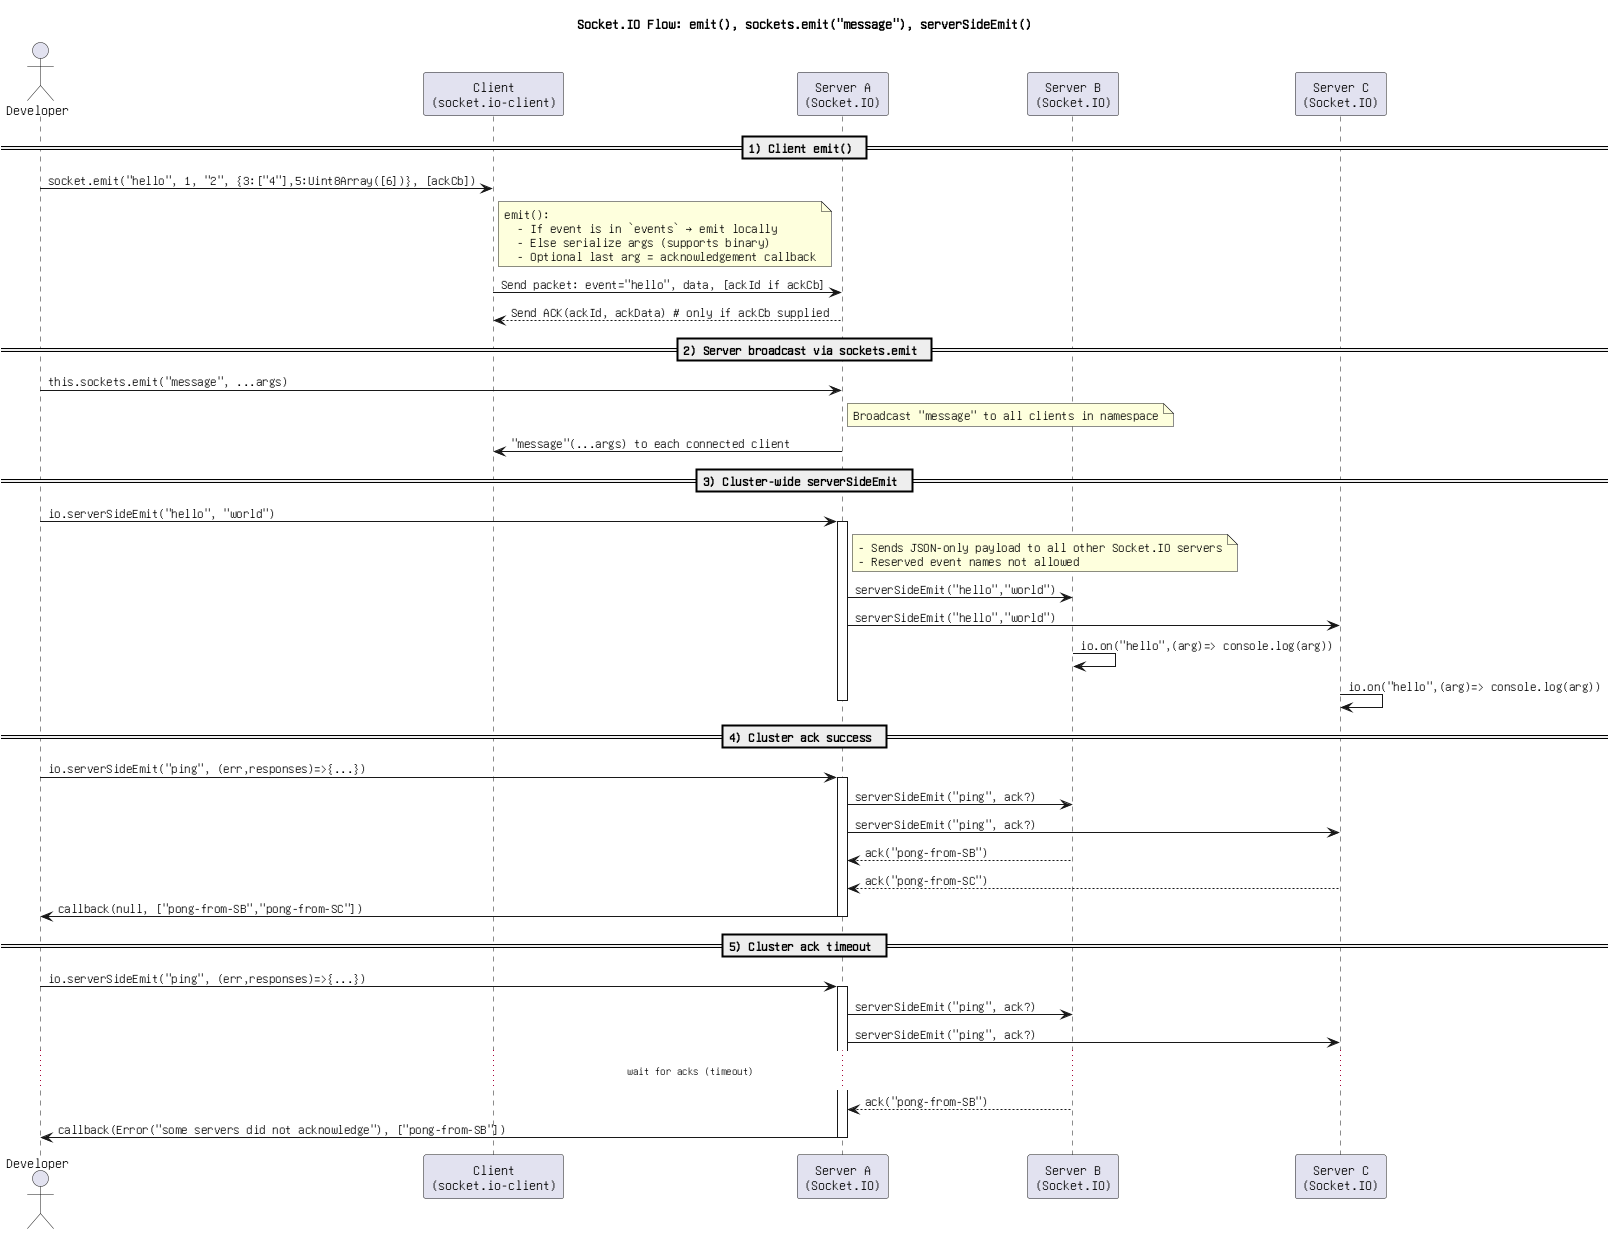 Socket.IO Flow: emit(), sockets.emit("message"), serverSideEmit()
Developer
Client
(socket.io-client)
Server A
(Socket.IO)
Server B
(Socket.IO)
Server C
(Socket.IO)
1) Client emit()
socket.emit("hello", 1, "2", {3:["4"],5:Uint8Array([6])}, [ackCb])
emit():
- If event is in `events` → emit locally
- Else serialize args (supports binary)
- Optional last arg = acknowledgement callback
Send packet: event="hello", data, [ackId if ackCb]
Send ACK(ackId, ackData) # only if ackCb supplied
2) Server broadcast via sockets.emit
this.sockets.emit("message", ...args)
Broadcast "message" to all clients in namespace
"message"(...args) to each connected client
3) Cluster-wide serverSideEmit
io.serverSideEmit("hello", "world")
- Sends JSON-only payload to all other Socket.IO servers
- Reserved event names not allowed
serverSideEmit("hello","world")
serverSideEmit("hello","world")
io.on("hello",(arg)=> console.log(arg))
io.on("hello",(arg)=> console.log(arg))
4) Cluster ack success
io.serverSideEmit("ping", (err,responses)=>{...})
serverSideEmit("ping", ack?)
serverSideEmit("ping", ack?)
ack("pong-from-SB")
ack("pong-from-SC")
callback(null, ["pong-from-SB","pong-from-SC"])
5) Cluster ack timeout
io.serverSideEmit("ping", (err,responses)=>{...})
serverSideEmit("ping", ack?)
serverSideEmit("ping", ack?)
wait for acks (timeout)
ack("pong-from-SB")
callback(Error("some servers did not acknowledge"), ["pong-from-SB"])
Developer
Client
(socket.io-client)
Server A
(Socket.IO)
Server B
(Socket.IO)
Server C
(Socket.IO)